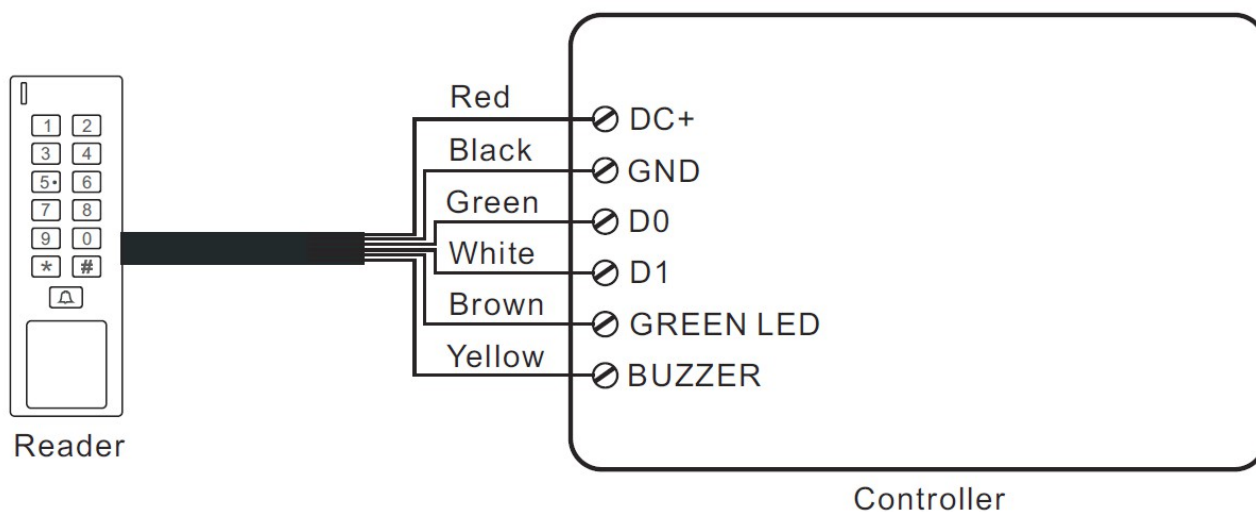 1 2
3 4
5• 6
7 8
9 0
* #
Reader
Red
DC+
Black
GND
Green
D0
White
D1
Brown
GREEN LED
Yellow
BUZZER
Controller